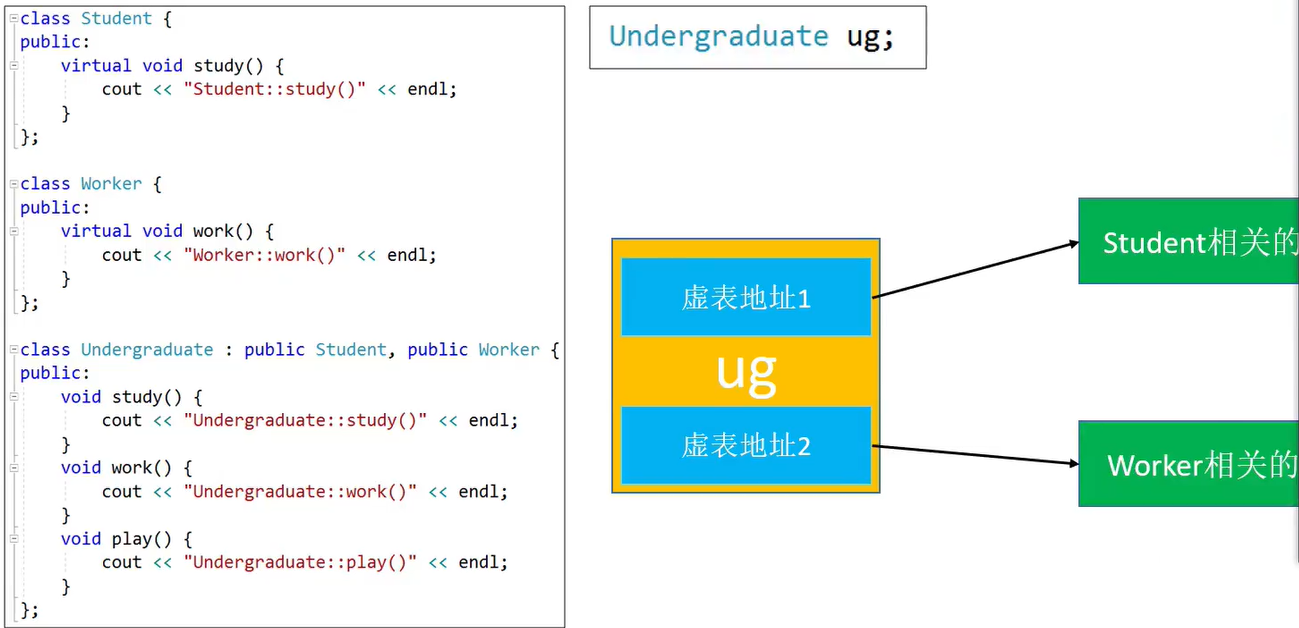 class Student {
public:
    virtual void study() {
        cout << "Student::study()" << endl;
    }
};
class Worker {
public:
    virtual void work() {
        cout << "Worker::work()" << endl;
    }
};
class Undergraduate : public Student, public Worker {
public:
    void study() {
        cout << "Undergraduate::study()" << endl;
    }
    void work() {
        cout << "Undergraduate::work()" << endl;
    }
    void play() {
        cout << "Undergraduate::play()" << endl;
    }
};
Undergraduate ug;
虚表地址1
ug
虚表地址2
Student相关的
Worker相关的